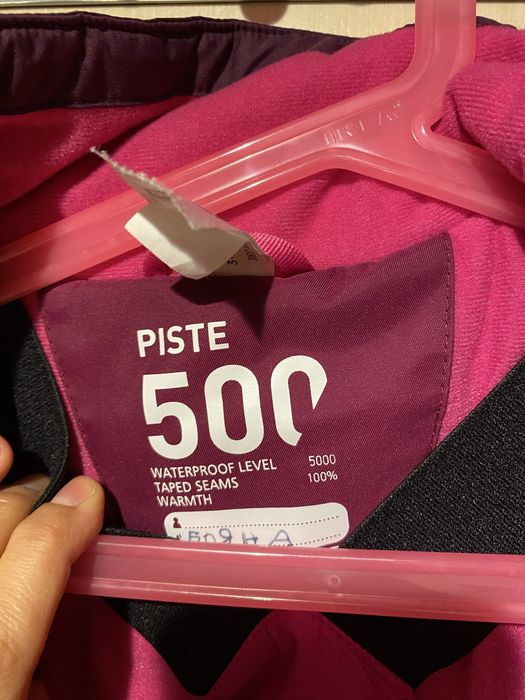 PISTE
500
WATERPROOF LEVEL 5000
TAPED SEAMS 100%
WARMTH